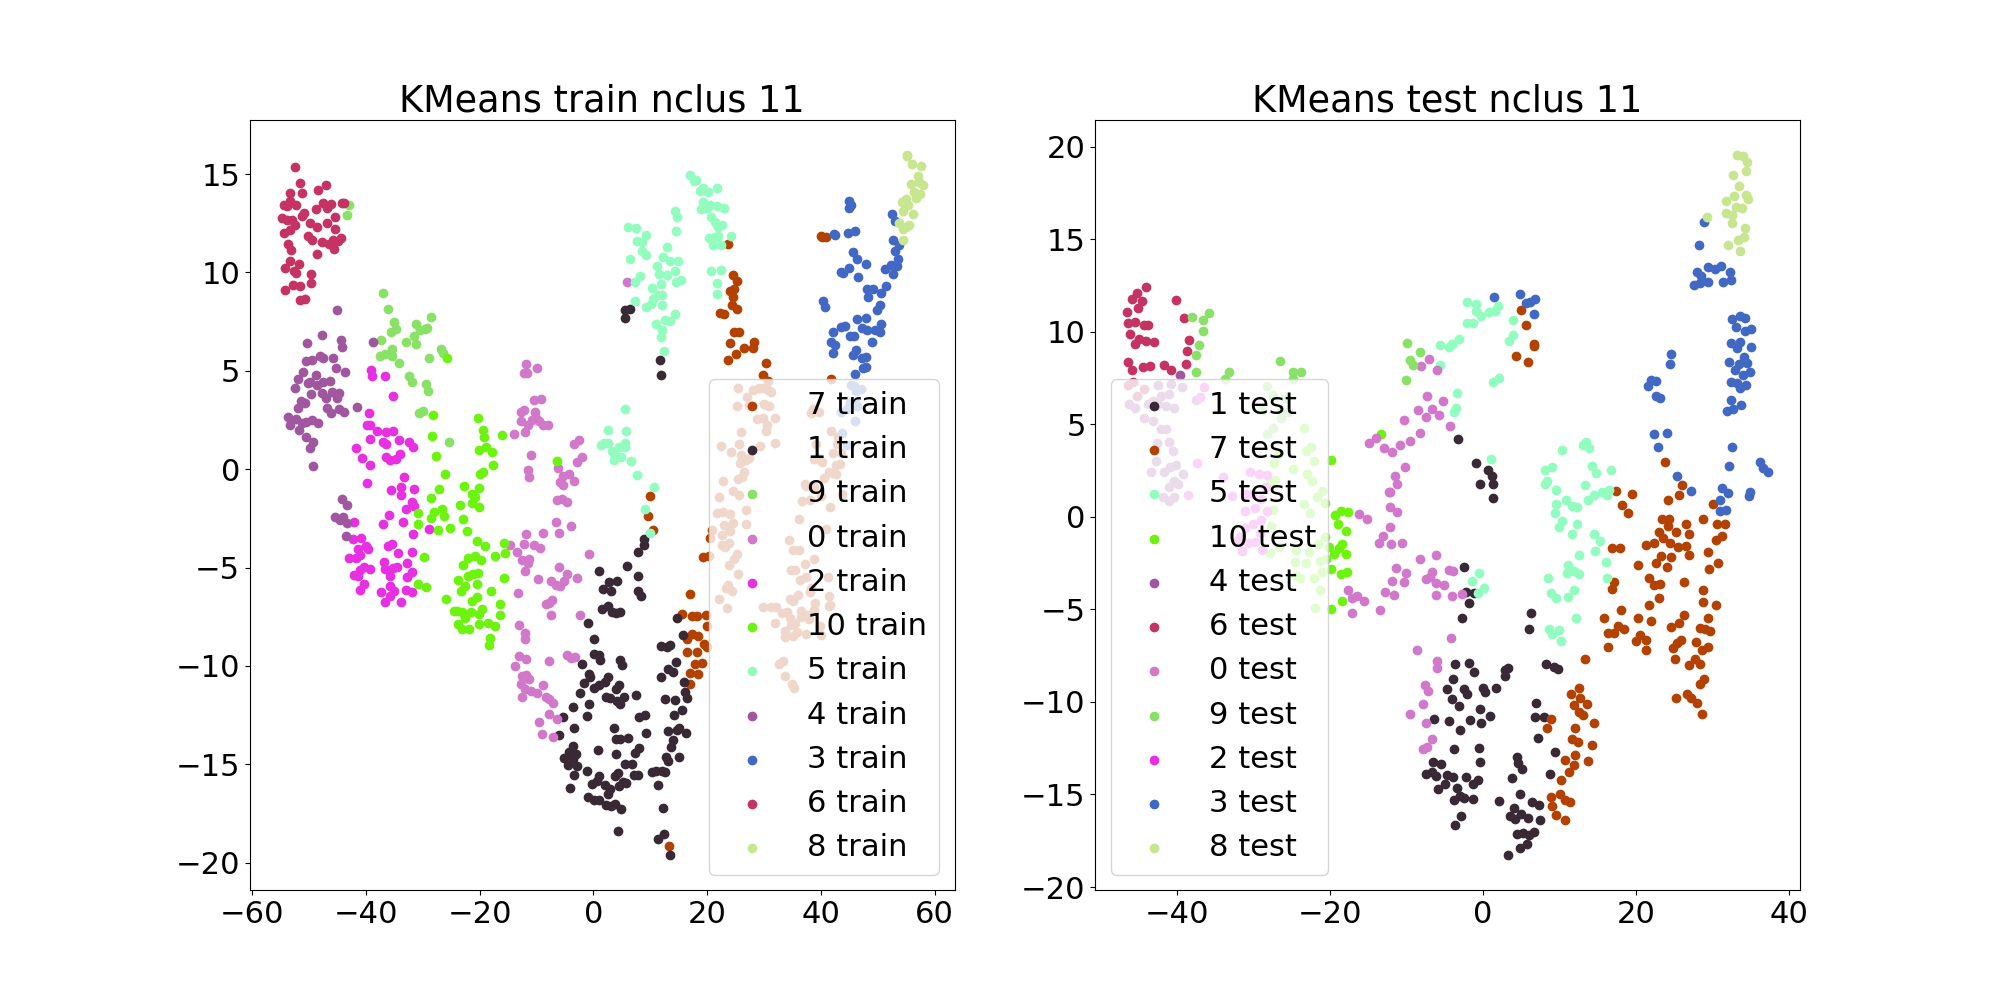 KMeans train nclus 11
15
10
5
0
−5
−10
−15
−20
−60 −40 −20 0 20 40 60
7 train
1 train
9 train
0 train
2 train
10 train
5 train
4 train
3 train
6 train
8 train
KMeans test nclus 11
20
15
10
5
0
−5
−10
−15
−20
−40 −20 0 20 40
1 test
7 test
5 test
10 test
4 test
6 test
0 test
9 test
2 test
3 test
8 test